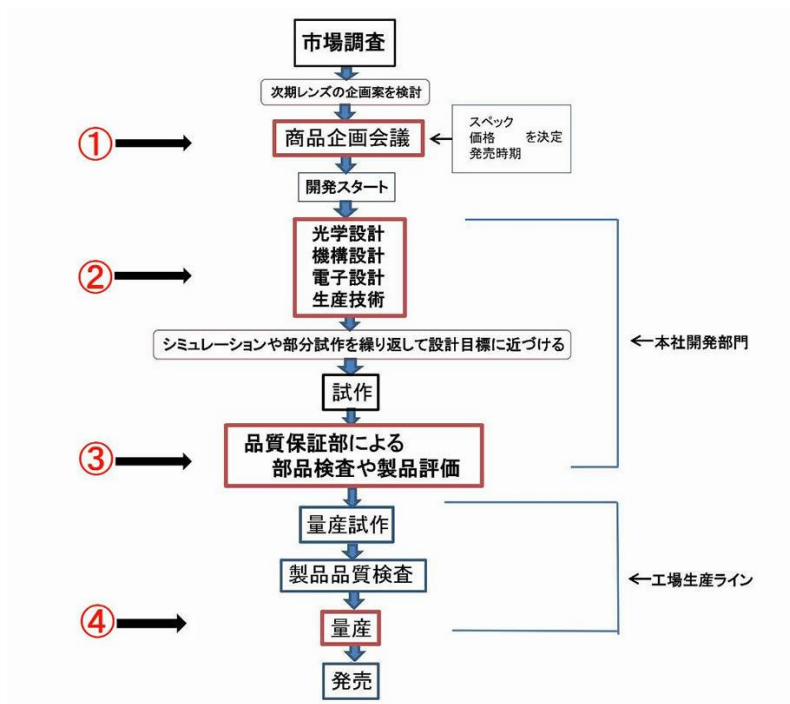 市場調査
次期レンズの企画案を検討
①
商品企画会議
スペック
価格 を決定
発売時期
開発スタート
②
光学設計
機構設計
電子設計
生産技術
シミュレーションや部分試作を繰り返して設計目標に近づける
←本社開発部門
試作
③
品質保証部による
部品検査や製品評価
量産試作
製品品質検査
←工場生産ライン
④
量産
発売